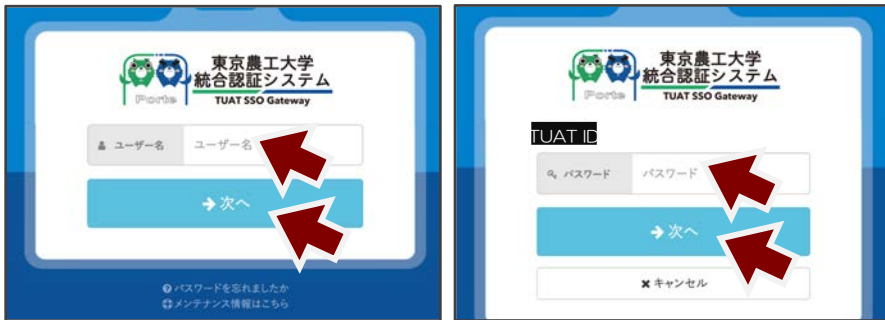 東京農工大学
統合認証システム
Porte
TUAT SSO Gateway
ユーザー名
ユーザー名
次へ
パスワードを忘れましたか
メンテナンス情報はこちら
東京農工大学
統合認証システム
Porte
TUAT SSO Gateway
TUAT ID
パスワード
パスワード
次へ
キャンセル